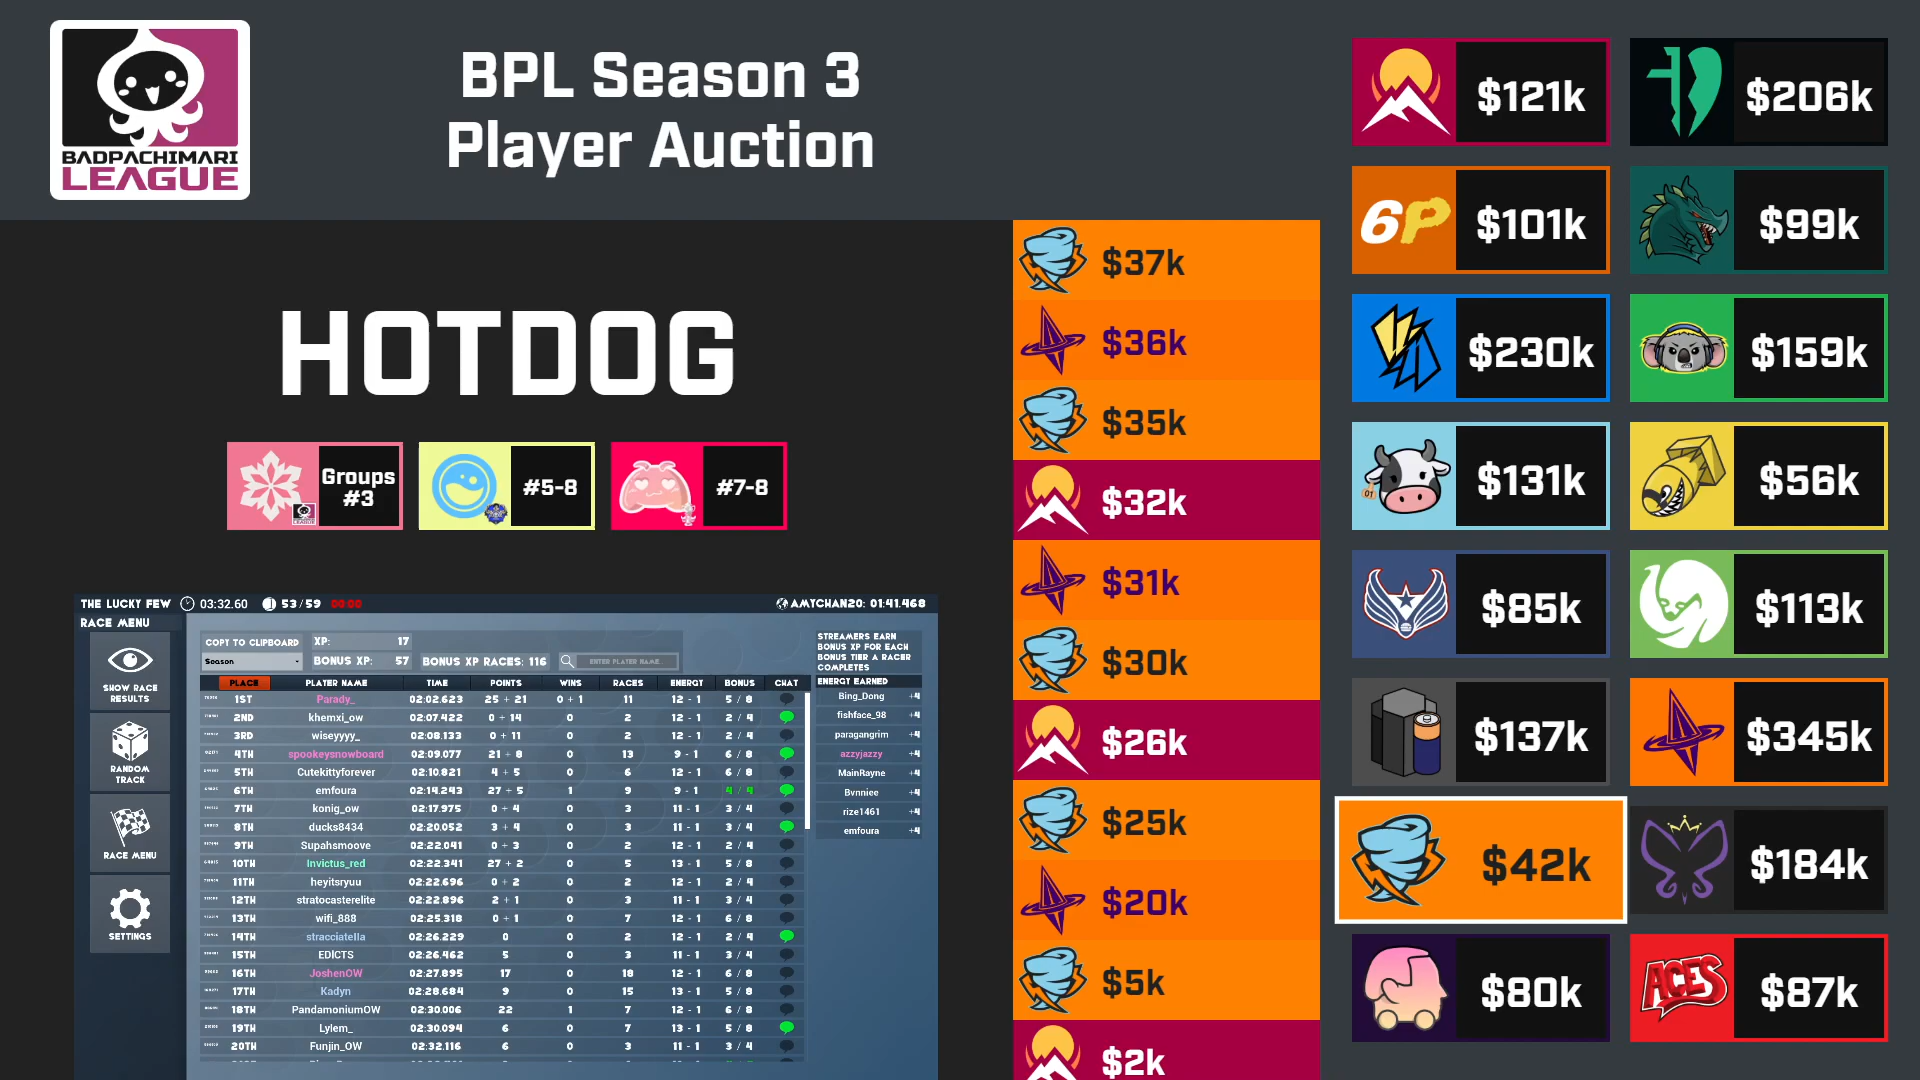 BADPACHIMARI
LEAGUE
BPL Season 3
Player Auction
HOTDOG
Groups
#3
#5-8
#7-8
$37k
$36k
$35k
$32k
$31k
$30k
$26k
$25k
$20k
$5k
$2k
$121k
$206k
6P
$101k
$99k
$230k
$159k
01
$131k
$56k
$85k
$113k
$137k
$345k
$42k
$184k
$80k
ACES
$87k
THE LUCKY FEW 03:32.60 53/59 00:00 AMYCHAN20: 01:41.468
RACE MENU
SHOW RACE
RESULTS
RANDOM
TRACK
RACE MENU
SETTINGS
COPY TO CLIPBOARD XP: 17
Season BONUS XP: 57 BONUS XP RACES: 116 ENTER PLAYER NAME
STREAMERS EARN
BONUS XP FOR EACH
BONUS TIER A RACER
COMPLETES
PLACE PLAYER NAME TIME POINTS WINS RACES ENERGY BONUS CHAT
1ST Parady_ 02:02.623 25 + 21 0 + 1 11 12 - 1 5 / 8
2ND khemxi_ow 02:07.422 0 + 14 0 2 12 - 1 2 / 4
3RD wiseyyyy_ 02:08.133 0 + 11 0 2 12 - 1 2 / 4
4TH spookeysnowboard 02:09.077 21 + 8 0 13 9 - 1 6 / 8
5TH Cutekittyforever 02:10.821 4 + 5 0 6 12 - 1 6 / 8
6TH emfoura 02:14.243 27 + 5 1 9 9 - 1 4 / 4
7TH konig_ow 02:17.975 0 + 4 0 3 11 - 1 3 / 4
8TH ducks8434 02:20.052 3 + 4 0 3 11 - 1 3 / 4
9TH Supahsmoove 02:22.041 0 + 3 0 2 12 - 1 2 / 4
10TH Invictus_red 02:22.341 27 + 2 0 5 13 - 1 5 / 8
11TH heyitsryuu 02:22.696 0 + 2 0 2 12 - 1 2 / 4
12TH stratocasterelite 02:22.896 2 + 1 0 3 11 - 1 3 / 4
13TH wifi_888 02:25.318 0 + 1 0 7 12 - 1 6 / 8
14TH stracciatella 02:26.229 0 0 2 12 - 1 2 / 4
15TH EDICTS 02:26.462 5 0 3 11 - 1 3 / 4
16TH JoshenOW 02:27.895 17 0 18 12 - 1 6 / 8
17TH Kadyn 02:28.684 9 0 15 13 - 1 5 / 8
18TH PandamoniumOW 02:30.006 22 1 7 12 - 1 6 / 8
19TH Lylem_ 02:30.094 6 0 7 13 - 1 5 / 8
20TH Funjin_OW 02:32.116 6 0 3 11 - 1 3 / 4
ENERGY EARNED
Bing_Dong +4
fishface_98 +4
paragangrim +4
azzyjazzy +4
MainRayne +4
Bvnniee +4
rize1461 +4
emfoura +4